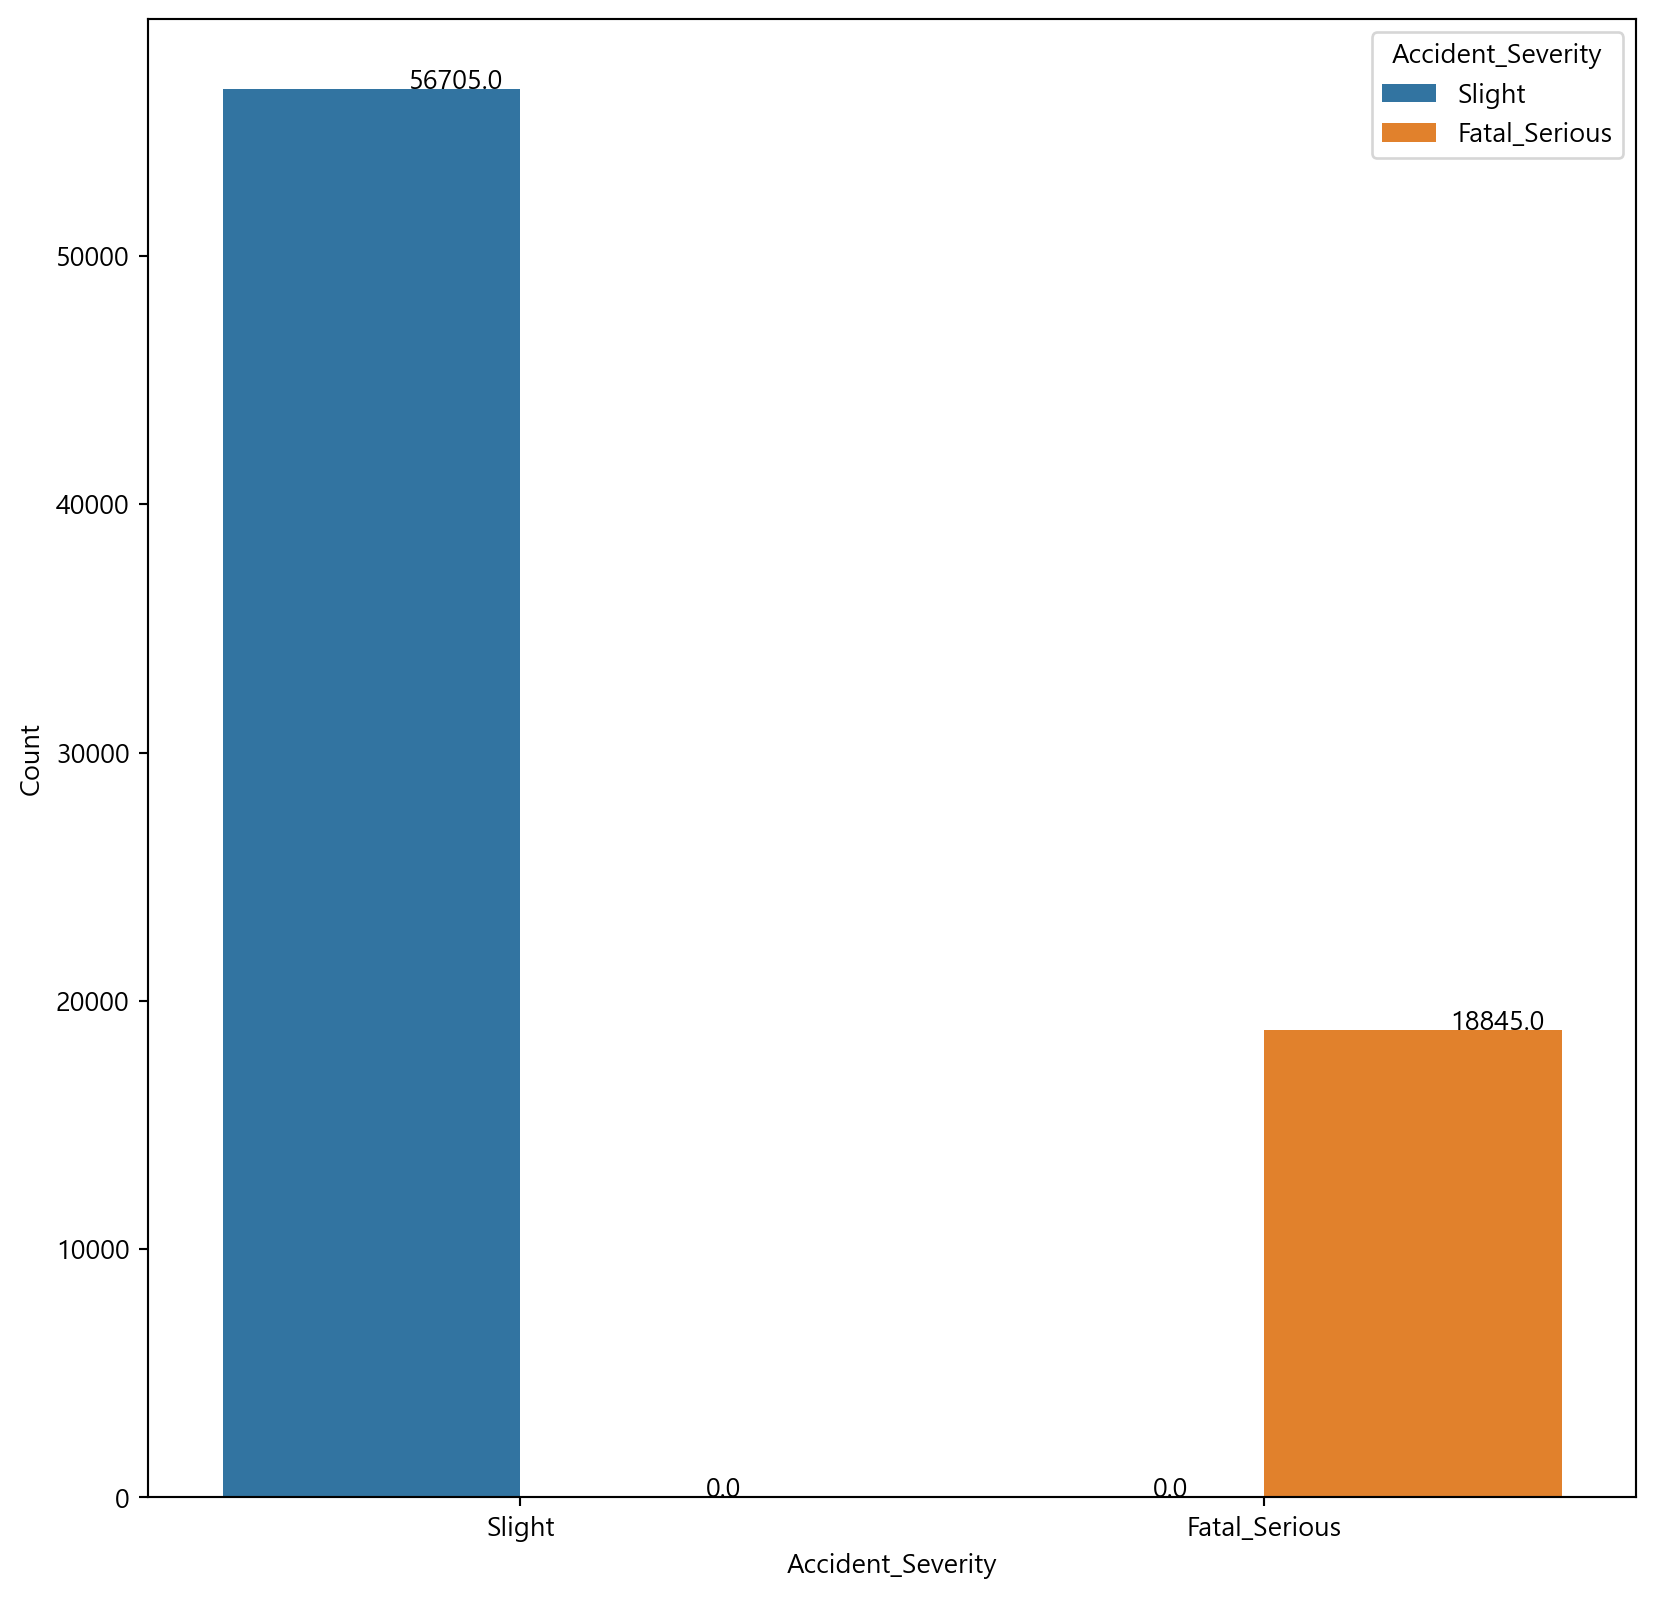 56705.0
Accident_Severity
Slight
Fatal_Serious
50000
40000
30000
20000
10000
0
Count
18845.0
0.0
0.0
Slight
Fatal_Serious
Accident_Severity